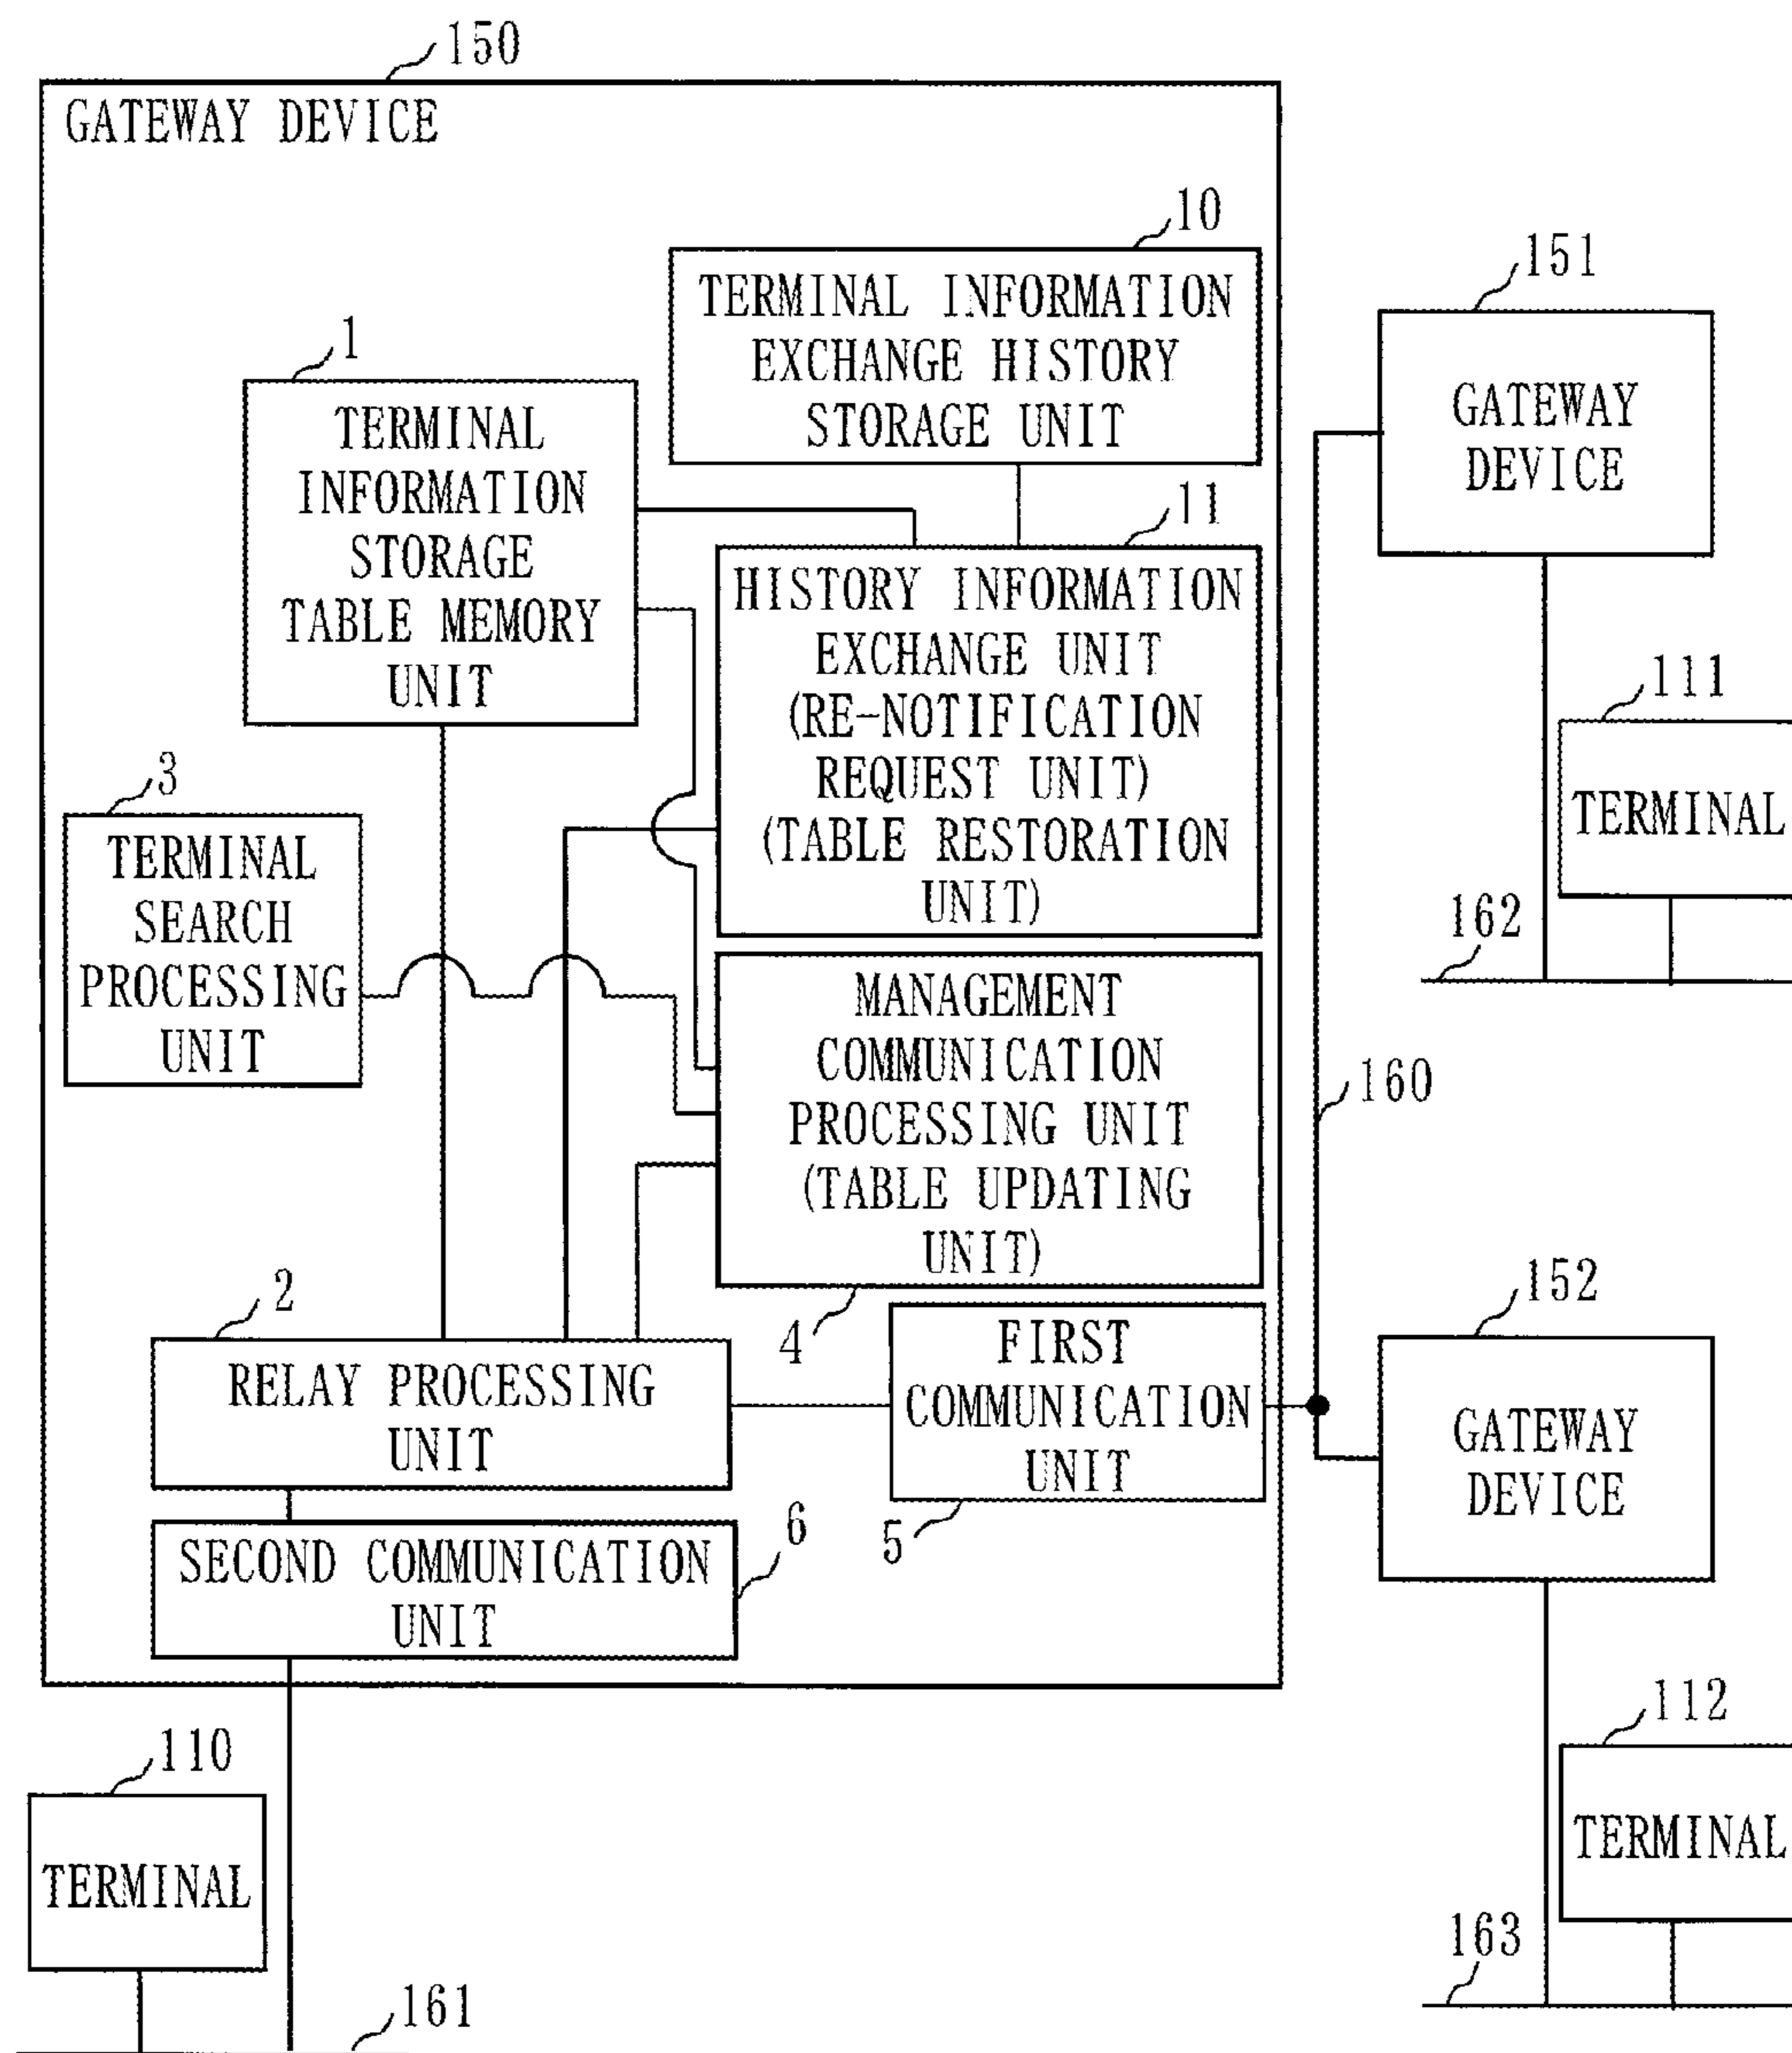 150
GATEWAY DEVICE
10
TERMINAL INFORMATION
EXCHANGE HISTORY
STORAGE UNIT
151
GATEWAY
DEVICE
1
TERMINAL
INFORMATION
STORAGE
TABLE MEMORY
UNIT
11
HISTORY INFORMATION
EXCHANGE UNIT
(RE-NOTIFICATION
REQUEST UNIT)
(TABLE RESTORATION
UNIT)
111
TERMINAL
162
3
TERMINAL
SEARCH
PROCESSING
UNIT
MANAGEMENT
COMMUNICATION
PROCESSING UNIT
(TABLE UPDATING
UNIT)
4
160
2
RELAY PROCESSING
UNIT
FIRST
COMMUNICATION
UNIT
5
152
GATEWAY
DEVICE
6
SECOND COMMUNICATION
UNIT
112
TERMINAL
163
110
TERMINAL
161